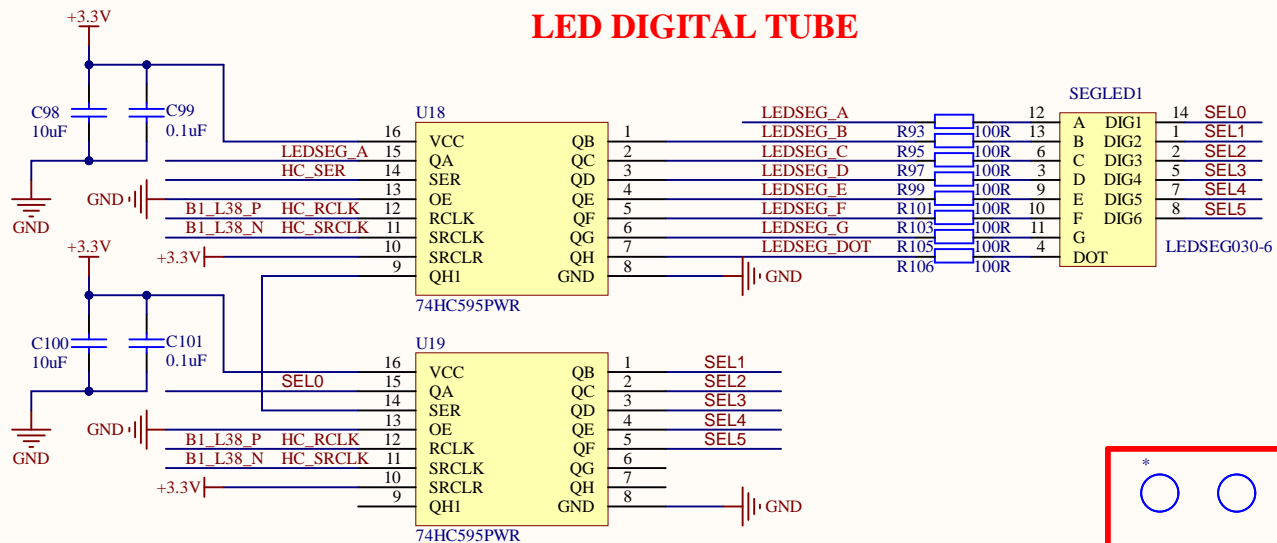 LED DIGITAL TUBE
+3.3V
C98
10uF
C99
0.1uF
GND
U18
16 VCC QB 1 LEDSEG_B
LEDSEG_A 15 QA QC 2 LEDSEG_C
HC_SER 14 SER QD 3 LEDSEG_D
GND 13 OE QE 4 LEDSEG_E
B1_L38_P HC_RCLK 12 RCLK QF 5 LEDSEG_F
B1_L38_N HC_SRCLK 11 SRCLK QG 6 LEDSEG_G
+3.3V 10 SRCLR QH 7 LEDSEG_DOT
9 QH1 GND 8 GND
74HC595PWR
LEDSEG_A
R93 100R
R95 100R
R97 100R
R99 100R
R101 100R
R103 100R
R105 100R
R106 100R
SEGLED1
12 A DIG1 14 SEL0
13 B DIG2 1 SEL1
6 C DIG3 2 SEL2
3 D DIG4 5 SEL3
9 E DIG5 7 SEL4
10 F DIG6 8 SEL5
11 G
4 DOT
LEDSEG030-6
+3.3V
C100
10uF
C101
0.1uF
GND
U19
16 VCC QB 1 SEL1
SEL0 15 QA QC 2 SEL2
14 SER QD 3 SEL3
GND 13 OE QE 4 SEL4
B1_L38_P HC_RCLK 12 RCLK QF 5 SEL5
B1_L38_N HC_SRCLK 11 SRCLK QG 6
+3.3V 10 SRCLR QH 7
9 QH1 GND 8 GND
74HC595PWR
*